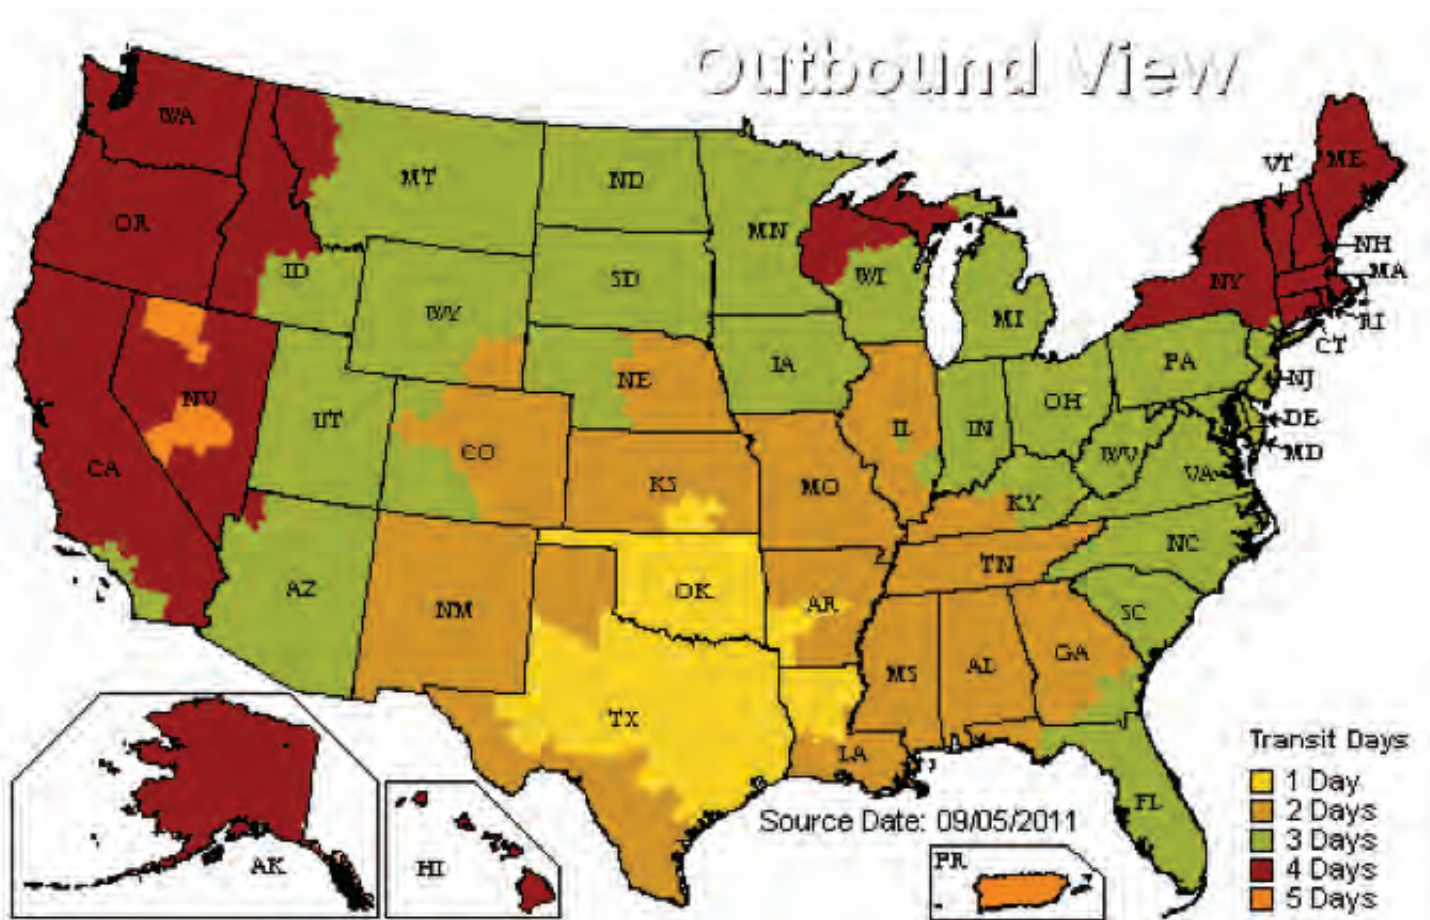 Outbound View
WA
MT
ND
MN
VT
ME
OR
ID
SD
WI
NY
NH
MA
WY
MI
RI
CT
IA
PA
NE
NJ
NV
UT
CO
IL
IN
OH
DE
MD
CA
KS
MO
KY
WV
VA
AZ
NM
OK
AR
TN
NC
SC
TX
LA
MS
AL
GA
FL
AK
HI
PR
Source Date: 09/05/2011
Transit Days
1 Day
2 Days
3 Days
4 Days
5 Days